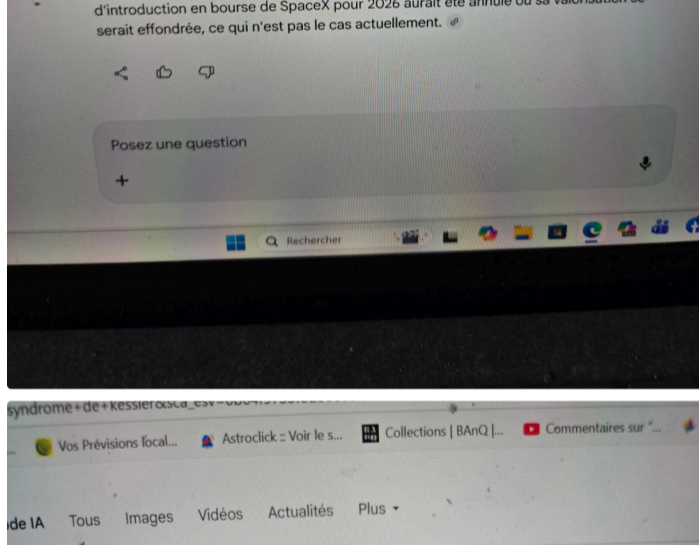 d'introduction en bourse de SpaceX pour 2026 aurait été annulé ou sa valorisation se
serait effondrée, ce qui n'est pas le cas actuellement.
Posez une question
Rechercher
syndrome+de+kessler&sca_esv=
... Vos Prévisions local... Astroclick :: Voir le s... BAnQ Collections | BAnQ |... Commentaires sur "...
de IA Tous Images Vidéos Actualités Plus